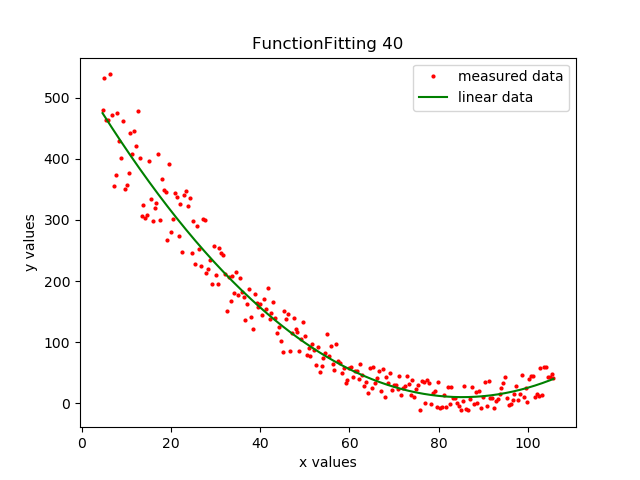 FunctionFitting 40
measured data
linear data
500
400
300
200
100
0
y values
0 20 40 60 80 100
x values